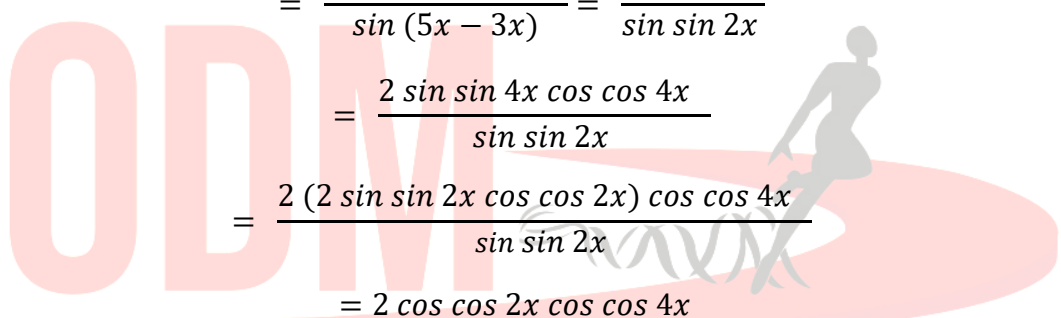 = sin (5x − 3x) = sin sin 2x
= 2 sin sin 4x cos cos 4x / sin sin 2x
= 2 (2 sin sin 2x cos cos 2x) cos cos 4x / sin sin 2x
= 2 cos cos 2x cos cos 4x
ODM